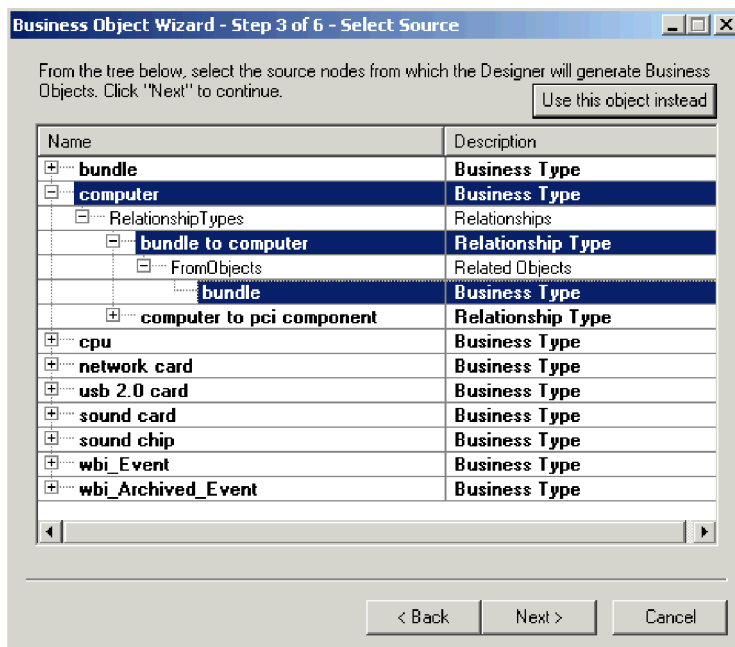 Business Object Wizard - Step 3 of 6 - Select Source
From the tree below, select the source nodes from which the Designer will generate Business
Objects. Click "Next" to continue.
Use this object instead
Name Description
bundle Business Type
computer Business Type
RelationshipTypes Relationships
bundle to computer Relationship Type
FromObjects Related Objects
bundle Business Type
computer to pci component Relationship Type
cpu Business Type
network card Business Type
usb 2.0 card Business Type
sound card Business Type
sound chip Business Type
wbi_Event Business Type
wbi_Archived_Event Business Type
< Back Next > Cancel